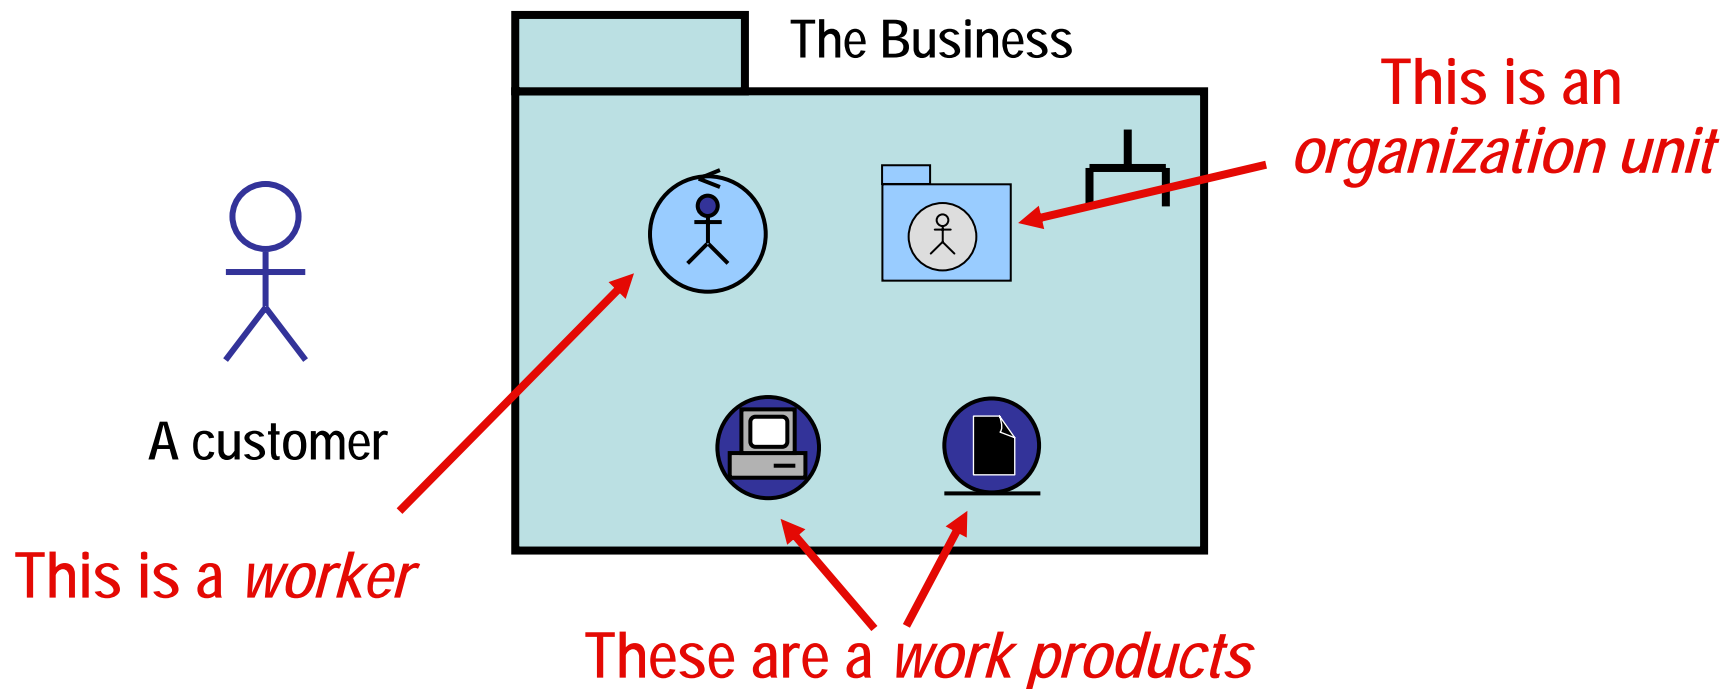 The Business
This is an
organization unit
A customer
This is a worker
These are a work products